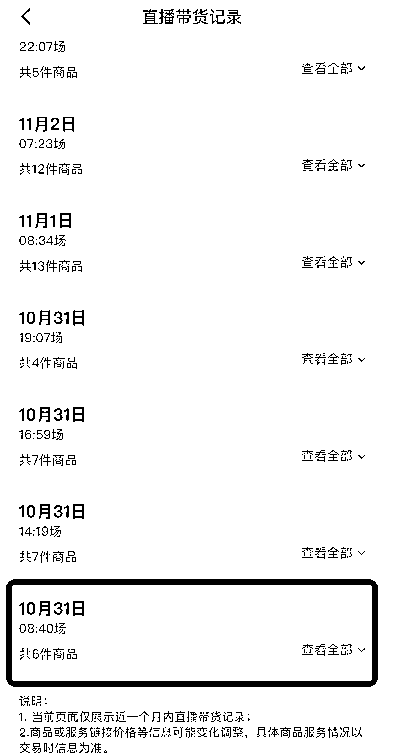 直播带货记录
22:07场
共5件商品
查看全部
11月2日
07:23场
共12件商品
查看全部
11月1日
08:34场
共13件商品
查看全部
10月31日
19:07场
共4件商品
查看全部
10月31日
16:59场
共7件商品
查看全部
10月31日
14:19场
共7件商品
查看全部
10月31日
08:40场
共6件商品
查看全部
说明：
1. 当前页面仅展示近一个月内直播带货记录；
2.商品或服务链接价格等信息可能变化调整，具体商品服务情况以
交易时信息为准。